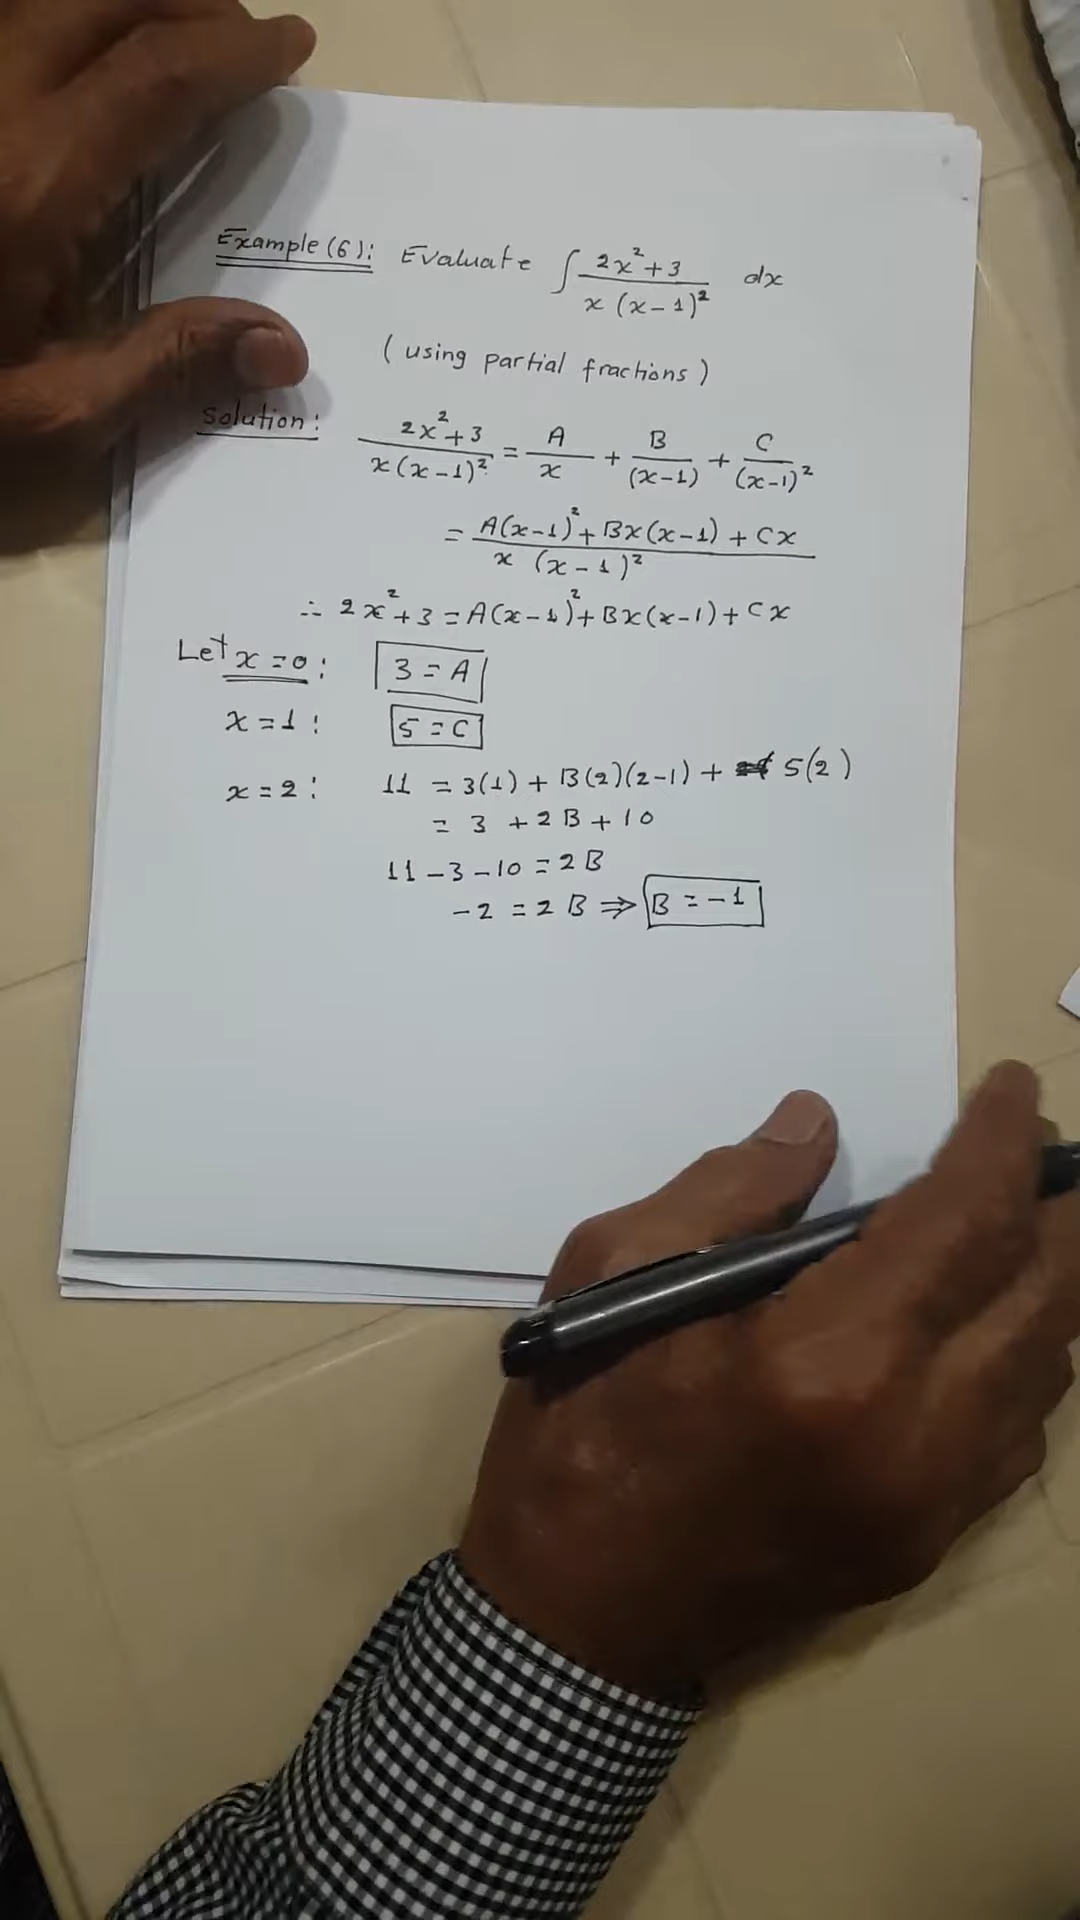 Example (6): Evaluate ∫ (2x²+3)/(x (x-1)²) dx
(using partial fractions)
Solution: (2x²+3)/(x(x-1)²) = A/x + B/(x-1) + C/(x-1)²
= (A(x-1)² + Bx(x-1) + Cx)/(x (x-1)²)
∴ 2x²+3 = A(x-1)² + Bx(x-1) + Cx
Let x=0: 3 = A
x=1: 5 = C
x=2: 11 = 3(1) + B(2)(2-1) + 5(2)
= 3 + 2B + 10
11-3-10 = 2B
-2 = 2B ⇒ B = -1